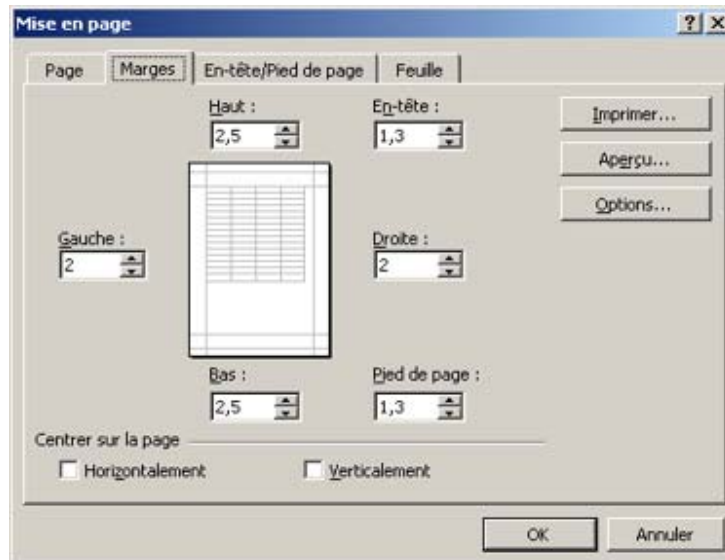 Mise en page
Page Marges En-tête/Pied de page Feuille
Haut : En-tête : Imprimer...
2,5 1,3
Aperçu...
Options...
Gauche : Droite :
2 2
Bas : Pied de page :
2,5 1,3
Centrer sur la page
Horizontalement Verticalement
OK Annuler